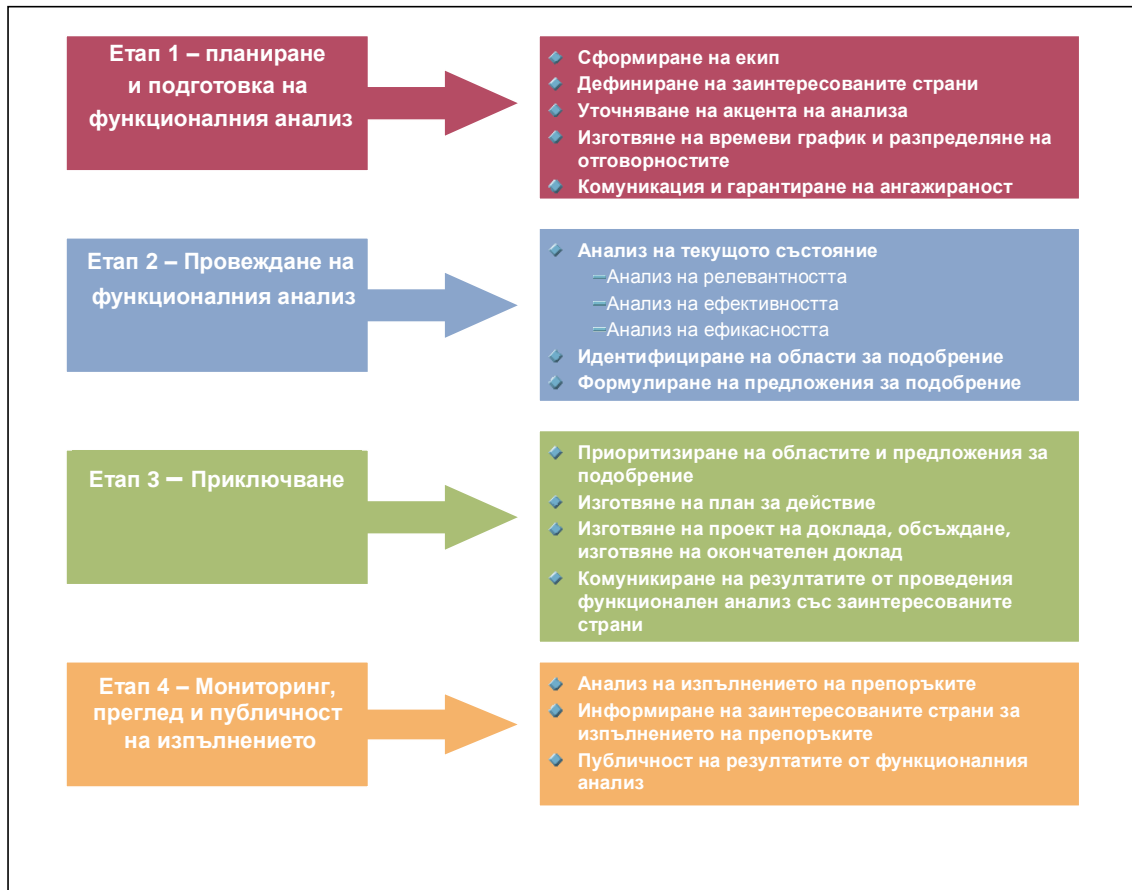 Етап 1 – планиране
и подготовка на
функционалния анализ
Сформиране на екип
Дефиниране на заинтересованите страни
Уточняване на акцента на анализа
Изготвяне на времеви график и разпределяне на
отговорностите
Комуникация и гарантиране на ангажираност
Етап 2 – Провеждане на
функционалния анализ
Анализ на текущото състояние
–Анализ на релевантността
–Анализ на ефективността
–Анализ на ефикасността
Идентифициране на области за подобрение
Формулиране на предложения за подобрение
Етап 3 – Приключване
Приоритизиране на областите и предложения за
подобрение
Изготвяне на план за действие
Изготвяне на проект на доклада, обсъждане,
изготвяне на окончателен доклад
Комуникиране на резултатите от проведения
функционален анализ със заинтересованите
страни
Етап 4 – Мониторинг,
преглед и публичност
на изпълнението
Анализ на изпълнението на препоръките
Информиране на заинтересованите страни за
изпълнението на препоръките
Публичност на резултатите от функционалния
анализ